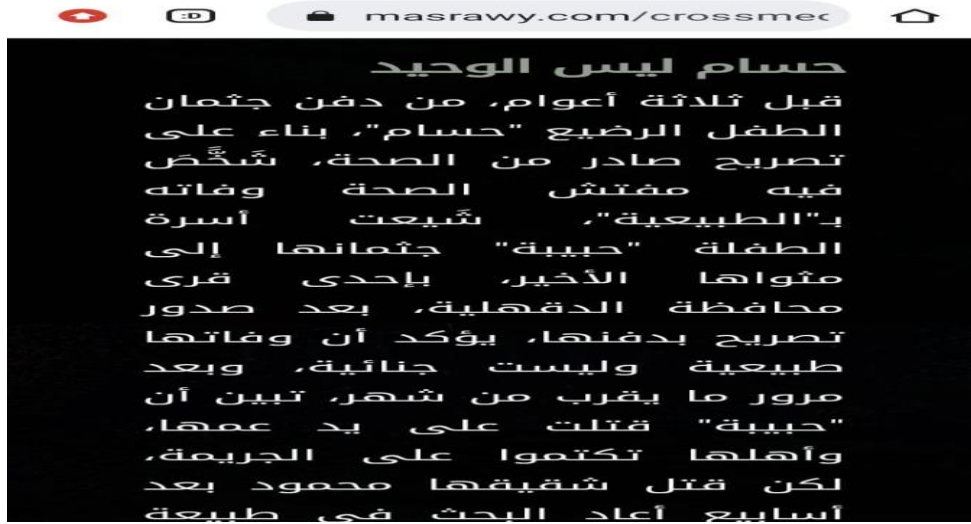 :D
masrawy.com/crossmec
حسام ليس الوحيد
قبل ثلاثة أعوام، من دفن جثمان
الطفل الرضيع "حسام"، بناء على
تصريح صادر من الصحة، شَخَّصَ
فيه مفتش الصحة وفاته
بـ"الطبيعية"، شَيعت أسرة
الطفلة "حبيبة" جثمانها إلى
مثواها الأخير، بإحدى قرى
محافظة الدقهلية، بعد صدور
تصريح بدفنها، يؤكد أن وفاتها
طبيعية وليست جنائية، وبعد
مرور ما يقرب من شهر، تبين أن
"حبيبة" قتلت على يد عمها،
وأهلها تكتموا على الجريمة،
لكن قتل شقيقها محمود بعد
أسابيع أعاد البحث في طبيعة